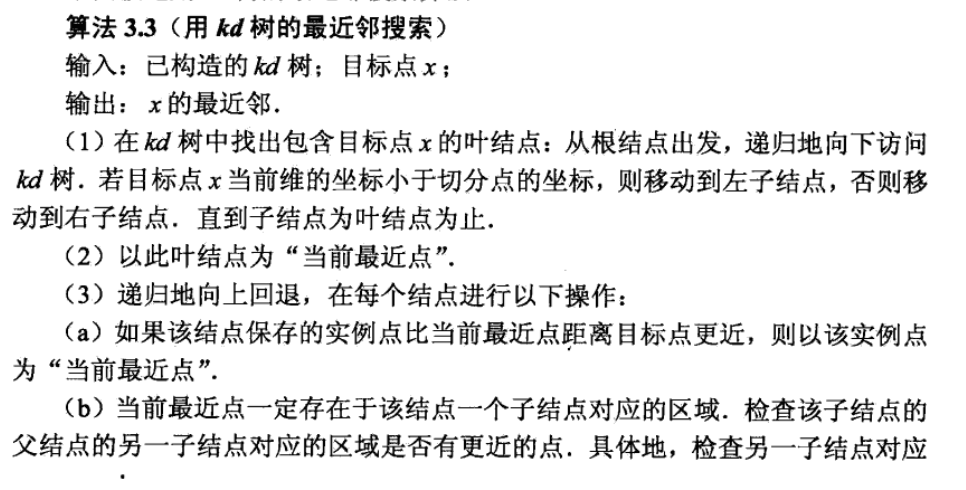 算法 3.3（用 kd 树的最近邻搜索）
输入：已构造的 kd 树；目标点 x；
输出： x 的最近邻．
（1）在 kd 树中找出包含目标点 x 的叶结点：从根结点出发，递归地向下访问
kd 树．若目标点 x 当前维的坐标小于切分点的坐标，则移动到左子结点，否则移
动到右子结点．直到子结点为叶结点为止．
（2）以此叶结点为“当前最近点”．
（3）递归地向上回退，在每个结点进行以下操作：
（a）如果该结点保存的实例点比当前最近点距离目标点更近，则以该实例点
为“当前最近点”．
（b）当前最近点一定存在于该结点一个子结点对应的区域．检查该子结点的
父结点的另一子结点对应的区域是否有更近的点．具体地，检查另一子结点对应